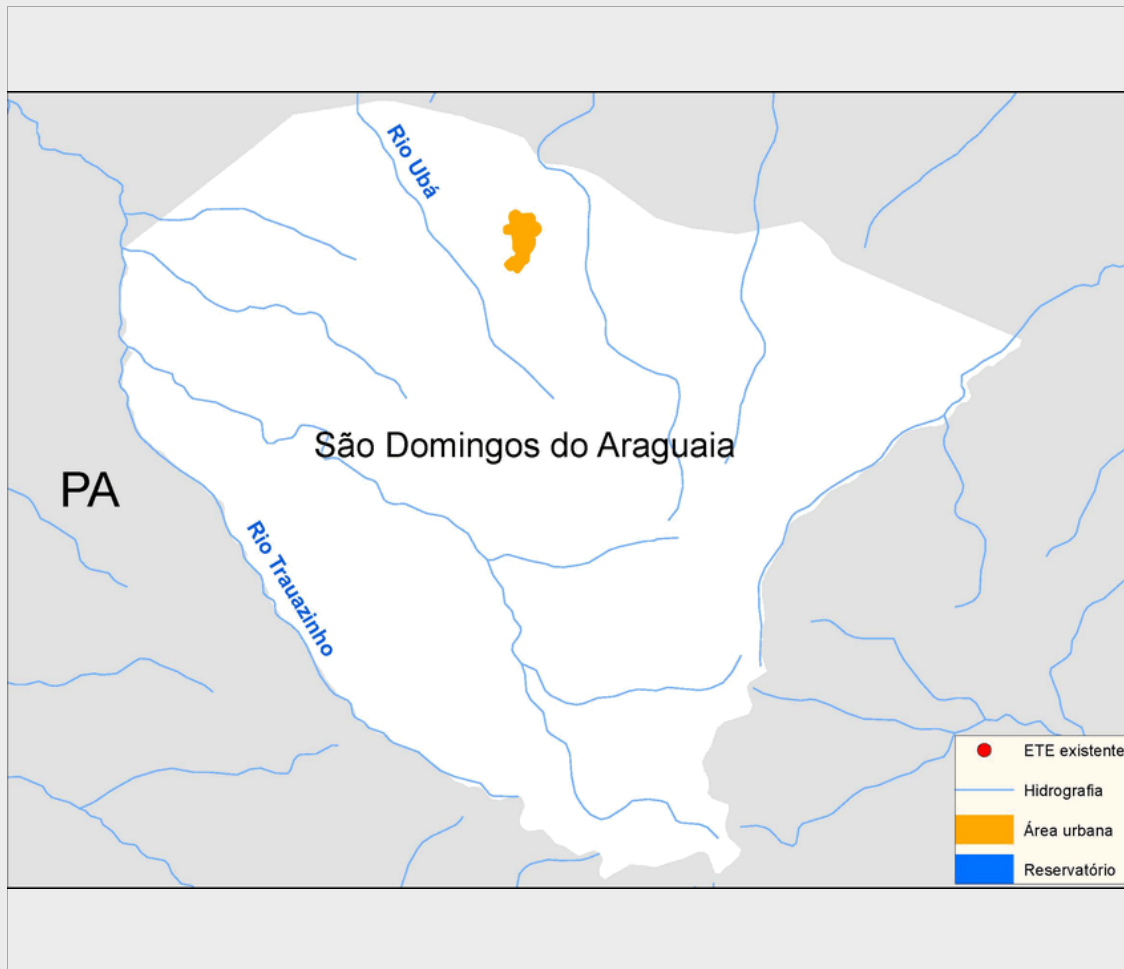 Rio Ubá
São Domingos do Araguaia
PA
Rio Trauazinho
ETE existente
Hidrografia
Área urbana
Reservatório